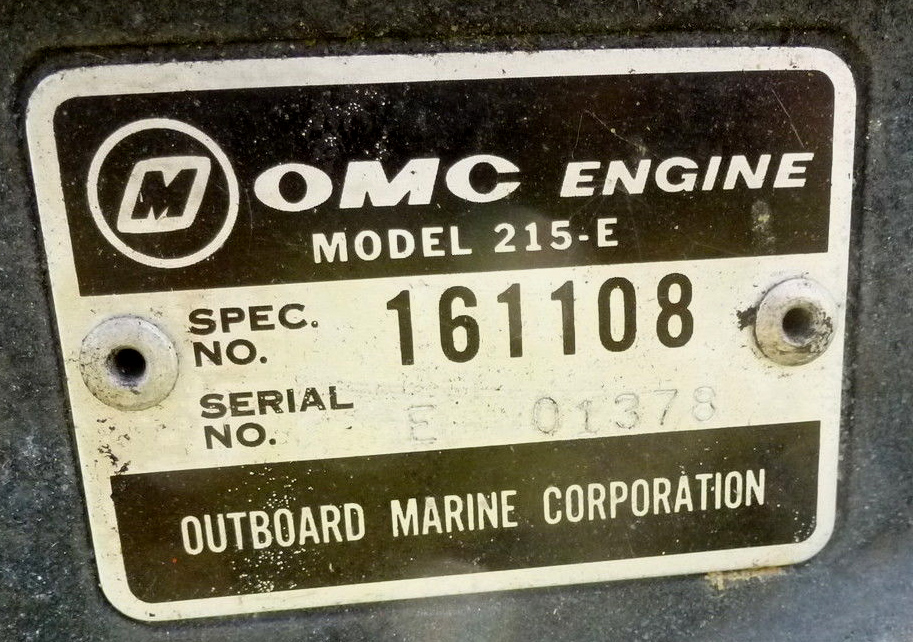 M OMC ENGINE
MODEL 215-E
SPEC. NO. 161108
SERIAL NO. E 01378
OUTBOARD MARINE CORPORATION